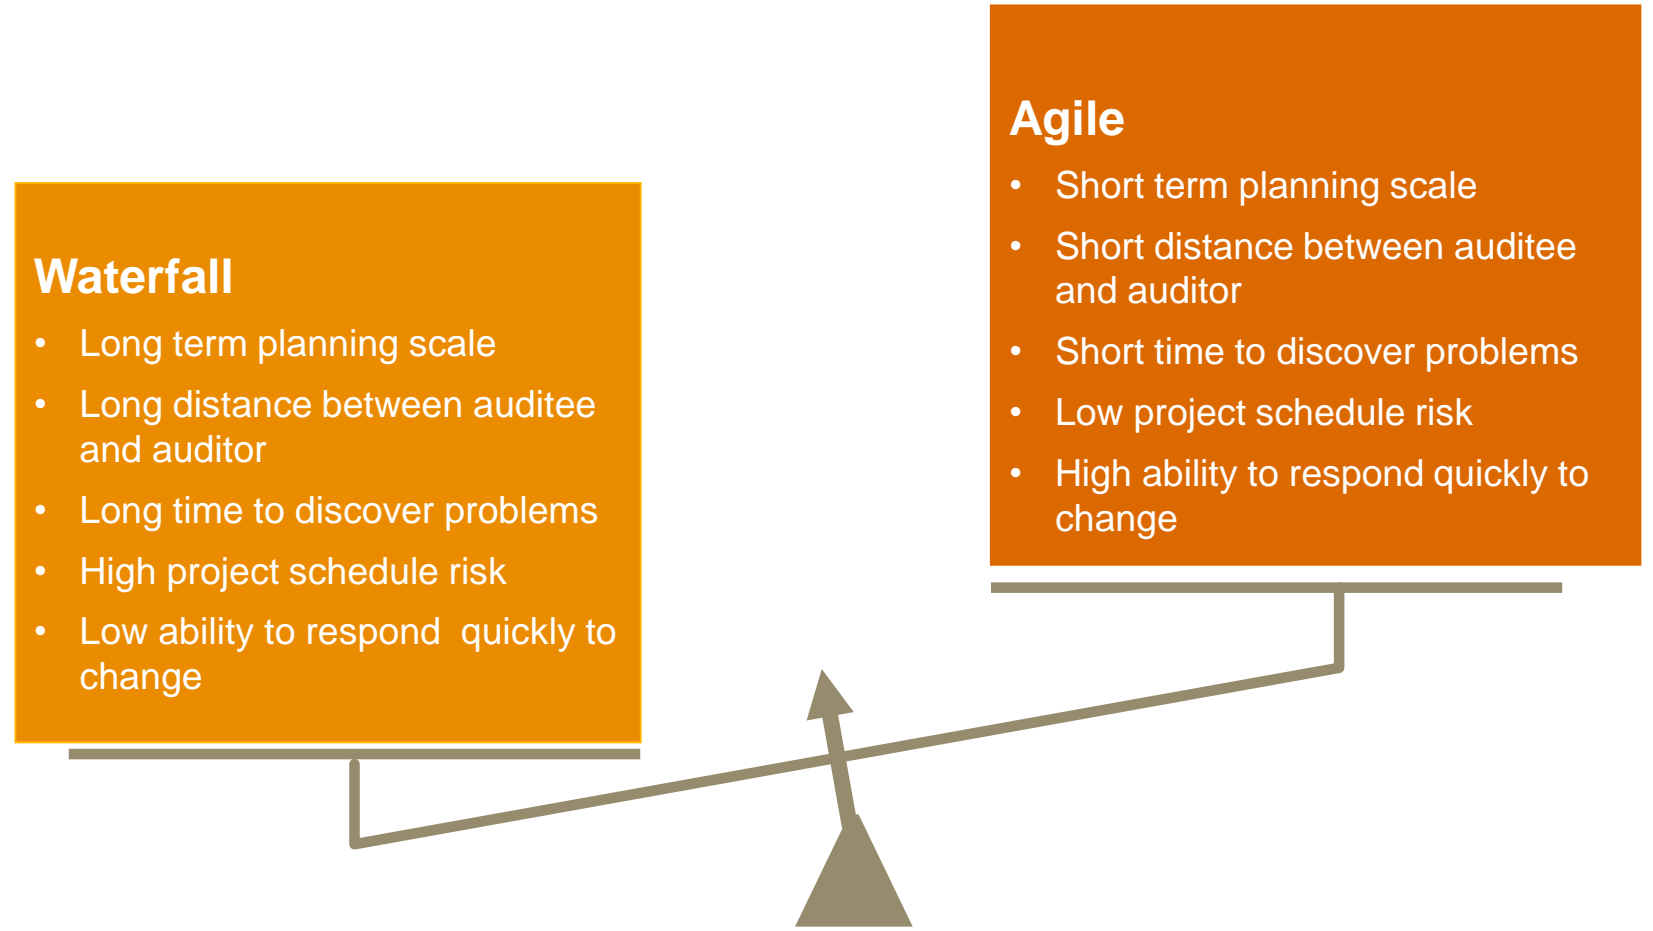 Waterfall
• Long term planning scale
• Long distance between auditee
and auditor
• Long time to discover problems
• High project schedule risk
• Low ability to respond  quickly to
change
Agile
• Short term planning scale
• Short distance between auditee
and auditor
• Short time to discover problems
• Low project schedule risk
• High ability to respond quickly to
change